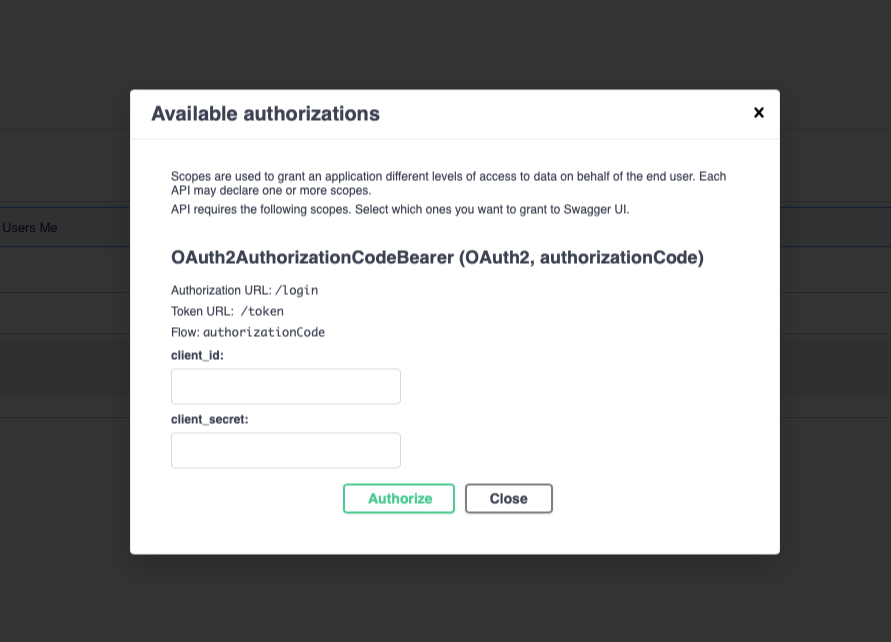 Available authorizations
Scopes are used to grant an application different levels of access to data on behalf of the end user. Each
API may declare one or more scopes.
API requires the following scopes. Select which ones you want to grant to Swagger UI.
Users Me
OAuth2AuthorizationCodeBearer (OAuth2, authorizationCode)
Authorization URL: /login
Token URL: /token
Flow: authorizationCode
client_id:
client_secret:
Authorize Close